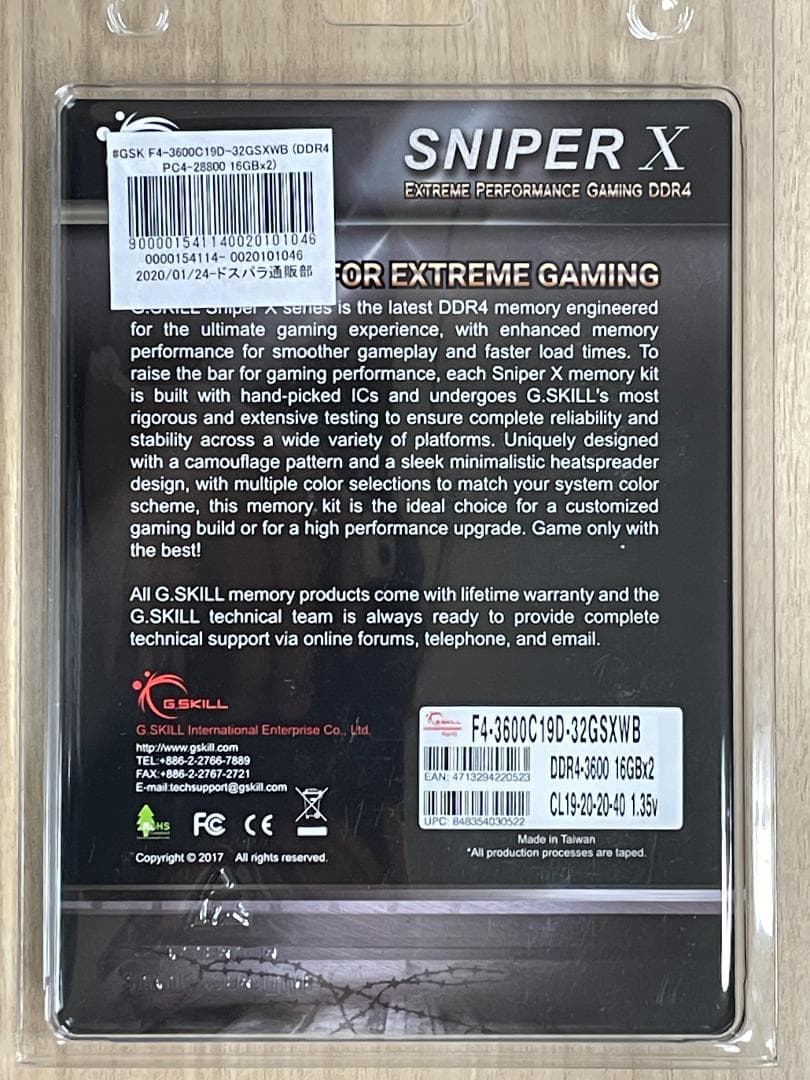 #GSK F4-3600C19D-32GSXWB (DDR4
PC4-28800 16GBx2)
900001541140020101046
0000154114- 0020101046
2020/01/24-ドスパラ通販部
SNIPER X
EXTREME PERFORMANCE GAMING DDR4
FOR EXTREME GAMING
G.SKILL Sniper X series is the latest DDR4 memory engineered
for the ultimate gaming experience, with enhanced memory
performance for smoother gameplay and faster load times. To
raise the bar for gaming performance, each Sniper X memory kit
is built with hand-picked ICs and undergoes G.SKILL's most
rigorous and extensive testing to ensure complete reliability and
stability across a wide variety of platforms. Uniquely designed
with a camouflage pattern and a sleek minimalistic heatspreader
design, with multiple color selections to match your system color
scheme, this memory kit is the ideal choice for a customized
gaming build or for a high performance upgrade. Game only with
the best!
All G.SKILL memory products come with lifetime warranty and the
G.SKILL technical team is always ready to provide complete
technical support via online forums, telephone, and email.
G.SKILL
G.SKILL International Enterprise Co., Ltd.
http://www.gskill.com
TEL:+886-2-2766-7889
FAX:+886-2-2767-2721
E-mail:techsupport@gskill.com
RoHS
FC CE
Copyright © 2017 All rights reserved.
G.SKILL
RoHS
F4-3600C19D-32GSXWB
DDR4-3600 16GBx2
EAN: 4713294220523
CL19-20-20-40 1.35v
UPC: 848354030522
Made in Taiwan
*All production processes are taped.